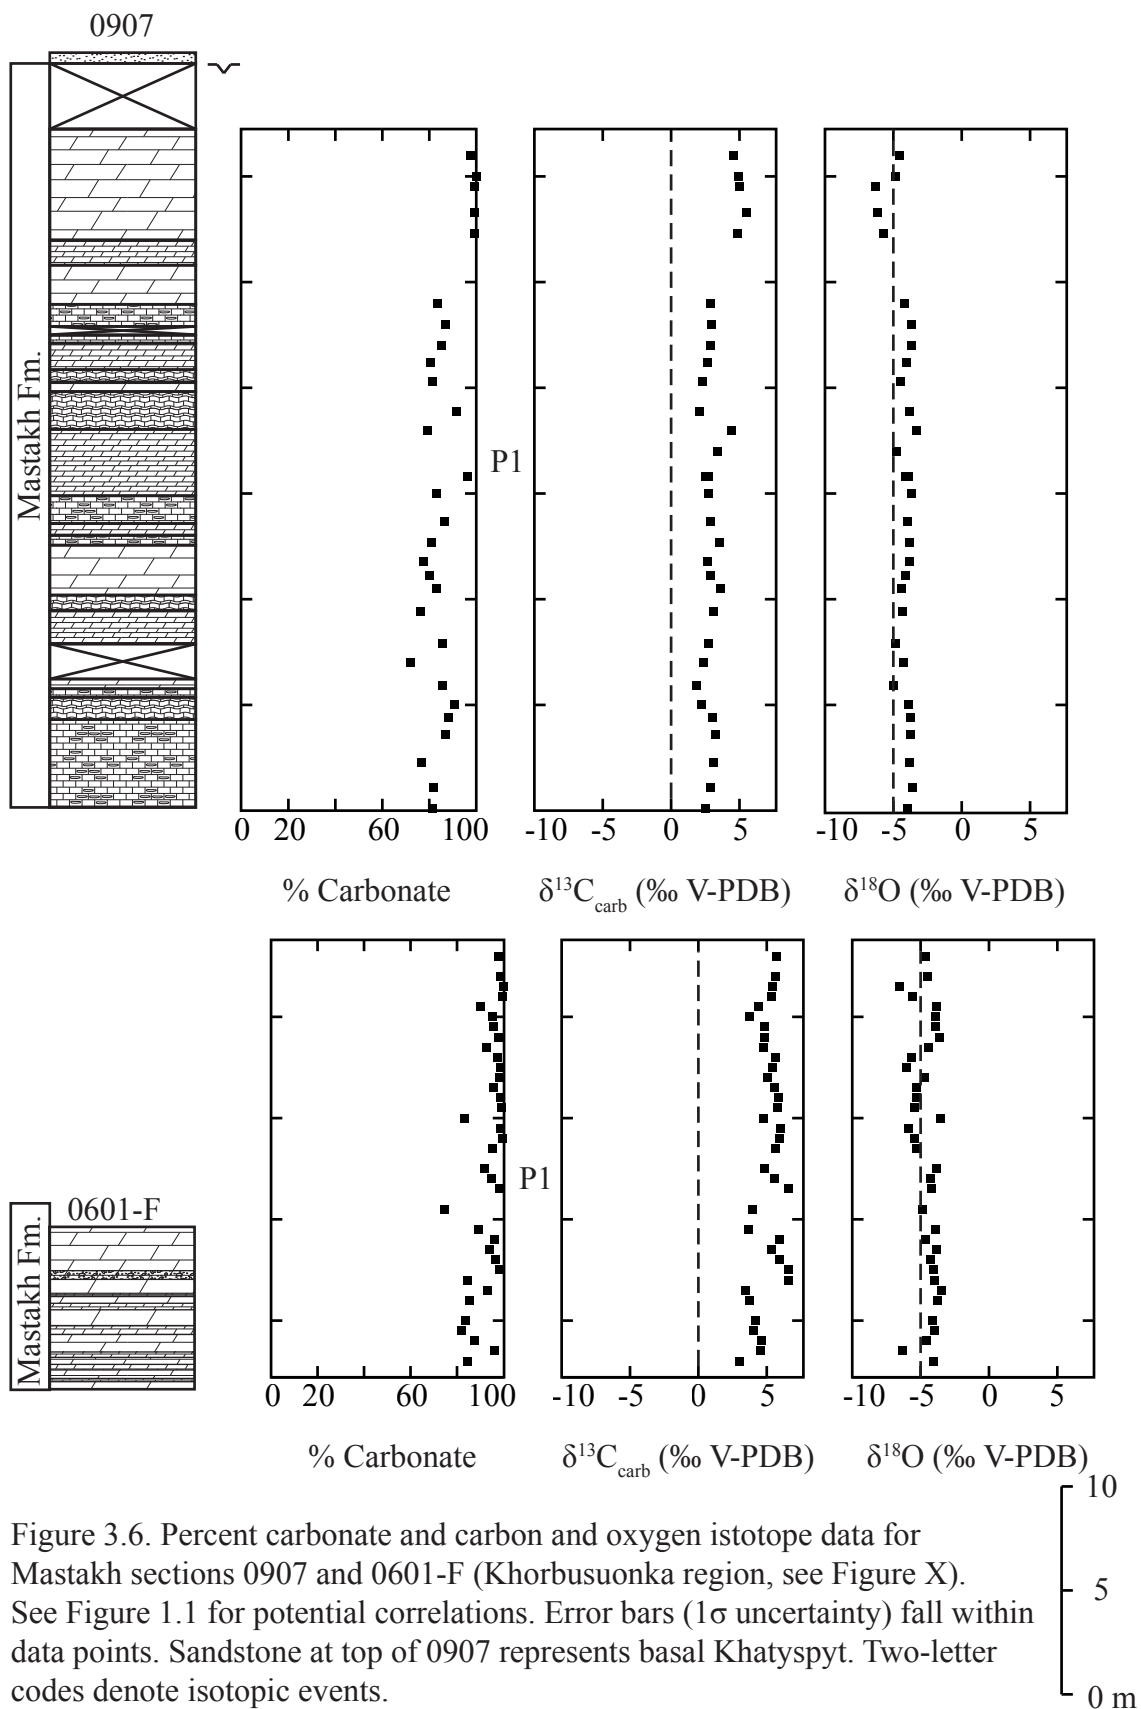 0907
Mastakh Fm.
P1
0 20 60 100
-10 -5 0 5
-10 -5 0 5
% Carbonate
δ¹³C_carb (‰ V-PDB)
δ¹⁸O (‰ V-PDB)
P1
0601-F
Mastakh Fm.
0 20 60 100
-10 -5 0 5
-10 -5 0 5
% Carbonate
δ¹³C_carb (‰ V-PDB)
δ¹⁸O (‰ V-PDB)
10
5
0 m
Figure 3.6. Percent carbonate and carbon and oxygen istotope data for
Mastakh sections 0907 and 0601-F (Khorbusuonka region, see Figure X).
See Figure 1.1 for potential correlations. Error bars (1σ uncertainty) fall within
data points. Sandstone at top of 0907 represents basal Khatyspyt. Two-letter
codes denote isotopic events.